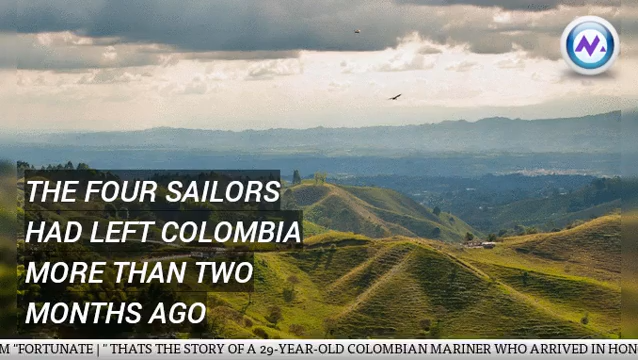 THE FOUR SAILORS
HAD LEFT COLOMBIA
MORE THAN TWO
MONTHS AGO
"FORTUNATE | " THATS THE STORY OF A 29-YEAR-OLD COLOMBIAN MARINER WHO ARRIVED IN